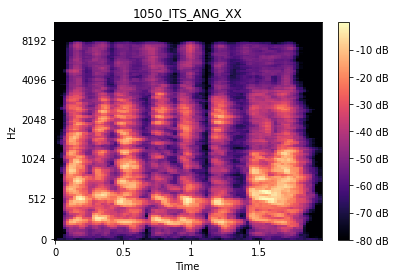 1050_ITS_ANG_XX
8192
4096
2048
1024
512
0
Hz
0
0.5
1
1.5
Time
-10 dB
-20 dB
-30 dB
-40 dB
-50 dB
-60 dB
-70 dB
-80 dB